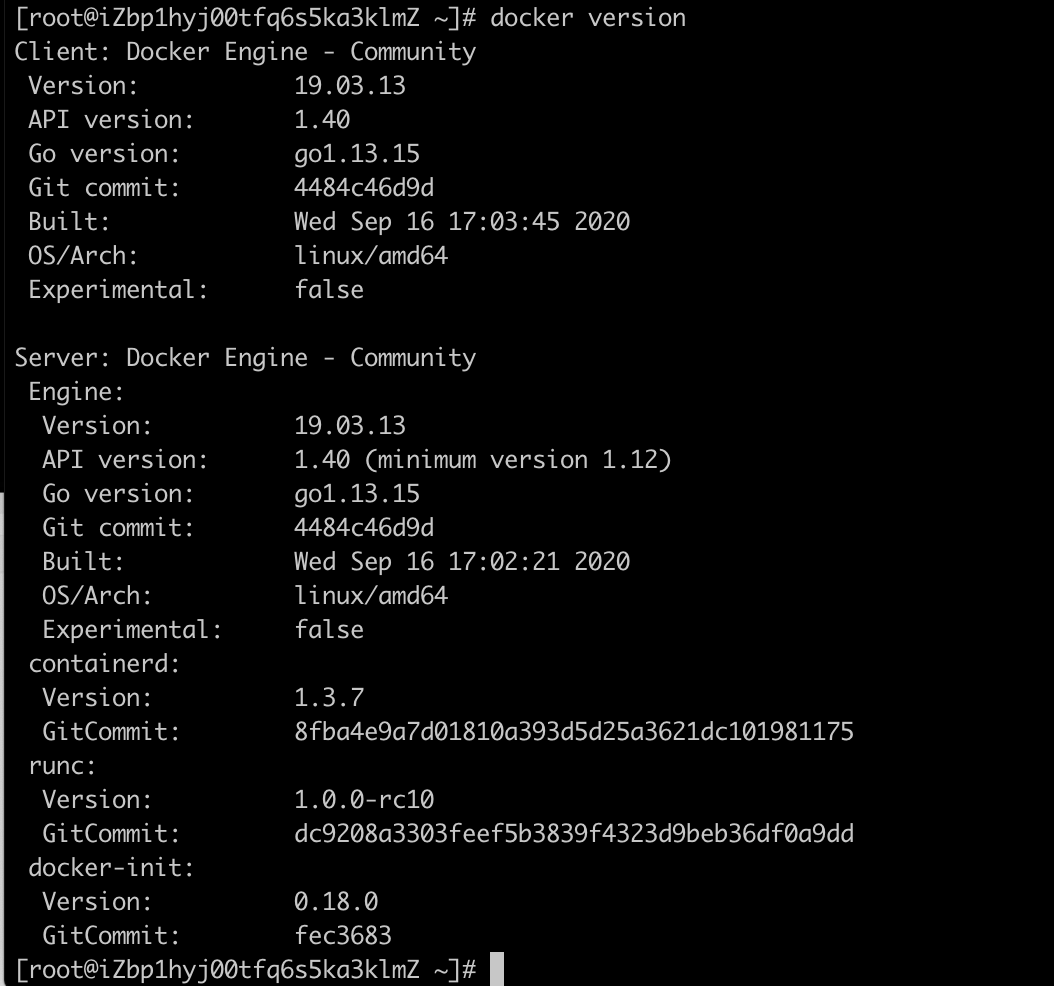 [root@iZbp1hyj00tfq6s5ka3klmZ ~]# docker version
Client: Docker Engine - Community
 Version:           19.03.13
 API version:       1.40
 Go version:        go1.13.15
 Git commit:        4484c46d9d
 Built:             Wed Sep 16 17:03:45 2020
 OS/Arch:           linux/amd64
 Experimental:      false

Server: Docker Engine - Community
 Engine:
  Version:          19.03.13
  API version:      1.40 (minimum version 1.12)
  Go version:       go1.13.15
  Git commit:       4484c46d9d
  Built:            Wed Sep 16 17:02:21 2020
  OS/Arch:          linux/amd64
  Experimental:     false
 containerd:
  Version:          1.3.7
  GitCommit:        8fba4e9a7d01810a393d5d25a3621dc101981175
 runc:
  Version:          1.0.0-rc10
  GitCommit:        dc9208a3303feef5b3839f4323d9beb36df0a9dd
 docker-init:
  Version:          0.18.0
  GitCommit:        fec3683
[root@iZbp1hyj00tfq6s5ka3klmZ ~]#